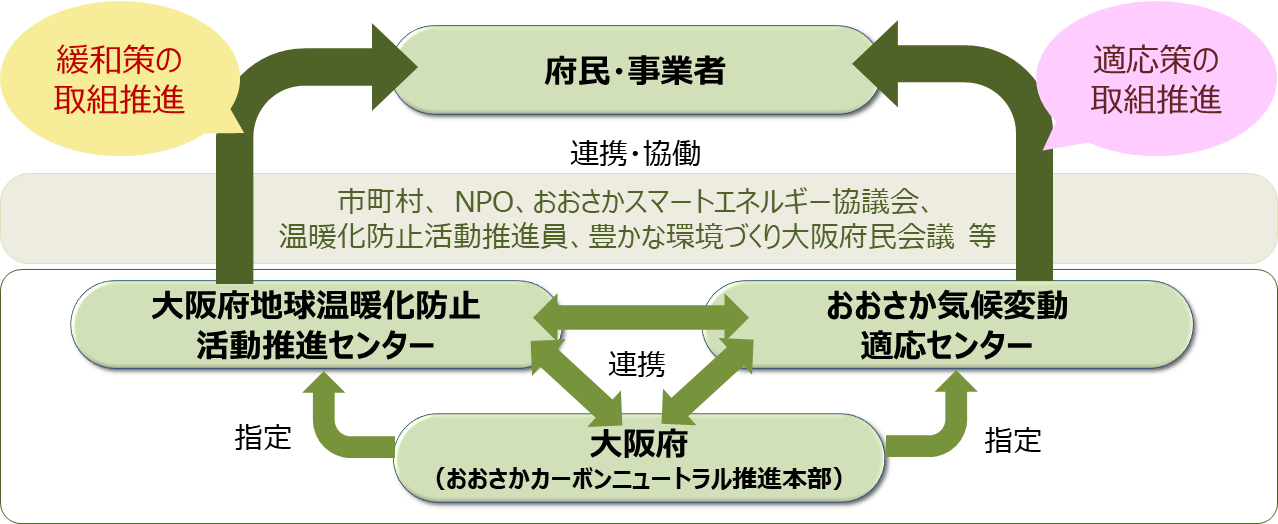 緩和策の
取組推進
府民・事業者
適応策の
取組推進
連携・協働
市町村、 NPO、おおさかスマートエネルギー協議会、
温暖化防止活動推進員、豊かな環境づくり大阪府民会議 等
大阪府地球温暖化防止
活動推進センター
おおさか気候変動
適応センター
連携
指定
大阪府
（おおさかカーボンニュートラル推進本部）
指定